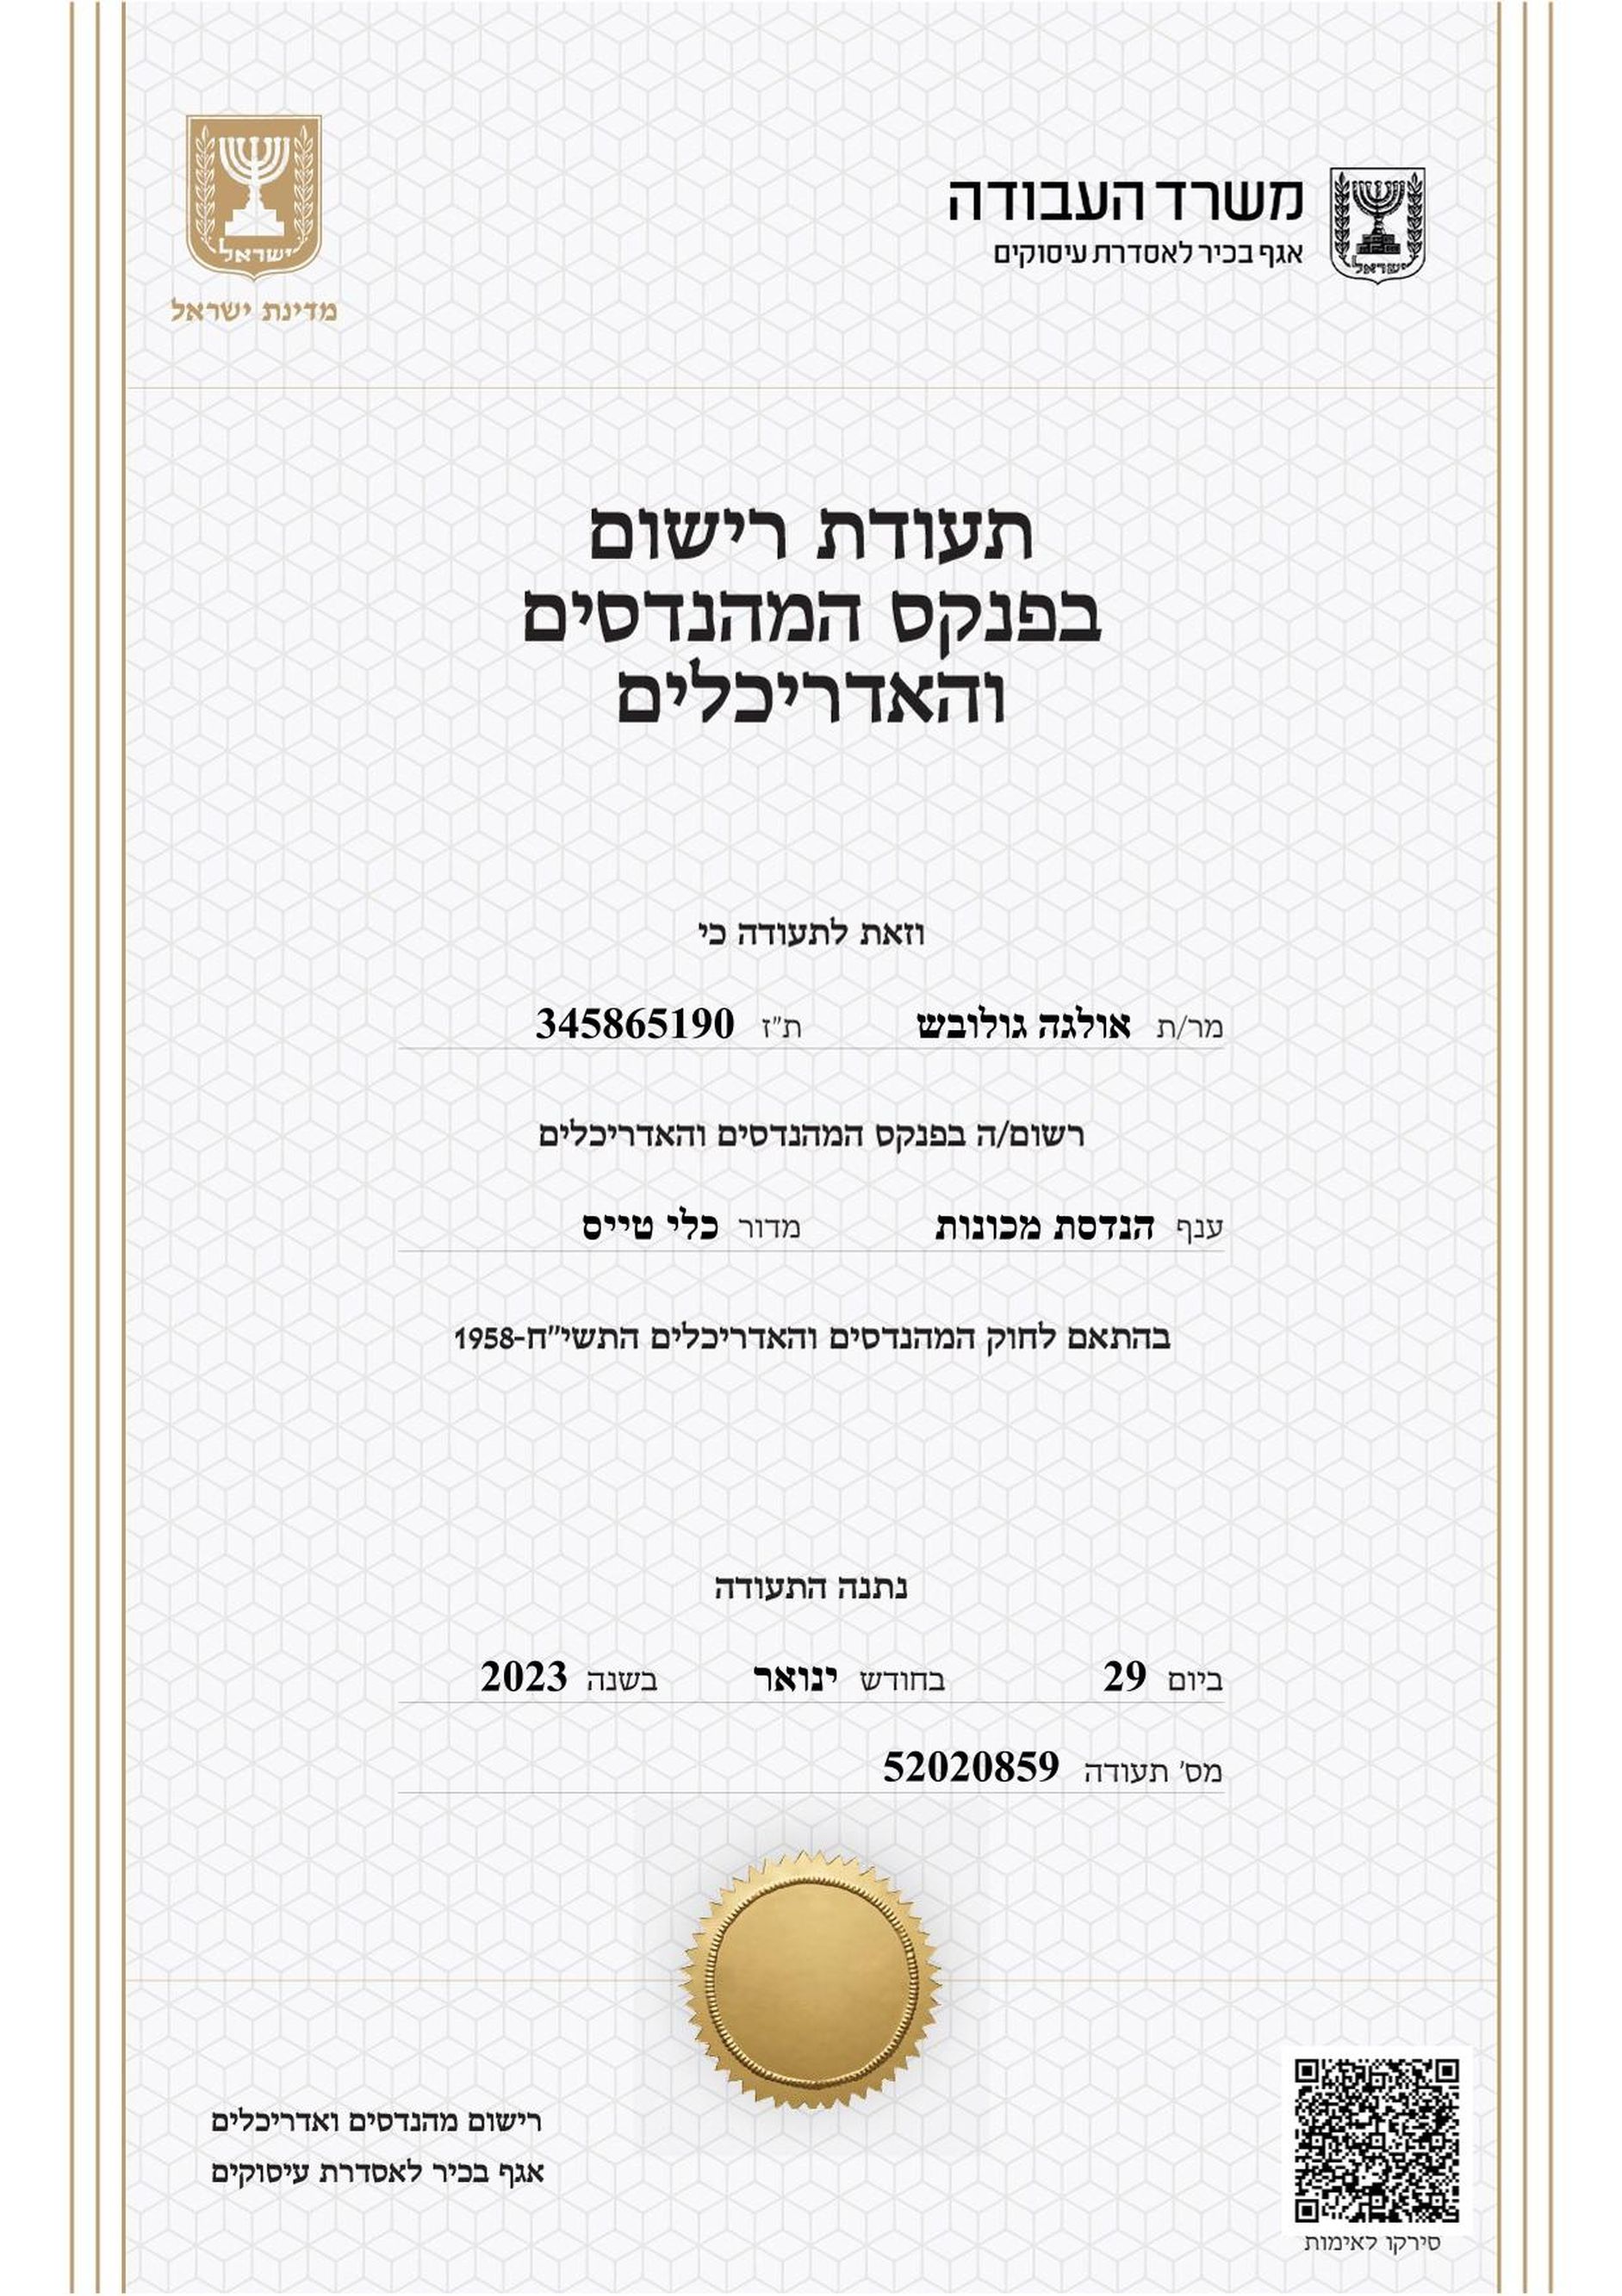 משרד העבודה
אגף בכיר לאסדרת עיסוקים
ישראל
ישראל
מדינת ישראל
תעודת רישום
בפנקס המהנדסים
והאדריכלים
וזאת לתעודה כי
מר/ת אולגה גולובש ת"ז 345865190
רשום/ה בפנקס המהנדסים והאדריכלים
ענף הנדסת מכונות מדור כלי טייס
בהתאם לחוק המהנדסים והאדריכלים התשי"ח-1958
נתנה התעודה
ביום 29 בחודש ינואר בשנה 2023
מס' תעודה 52020859
רישום מהנדסים ואדריכלים
אגף בכיר לאסדרת עיסוקים
סירקו לאימות